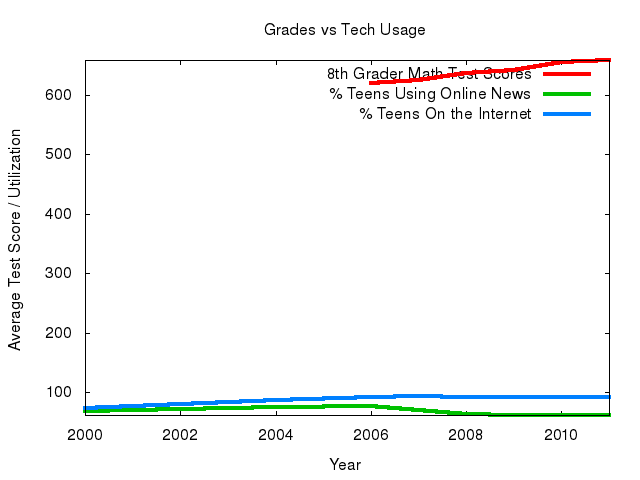 Grades vs Tech Usage
8th Grader Math Test Scores
% Teens Using Online News
% Teens On the Internet
600
500
400
300
200
100
Average Test Score / Utilization
2000 2002 2004 2006 2008 2010
Year